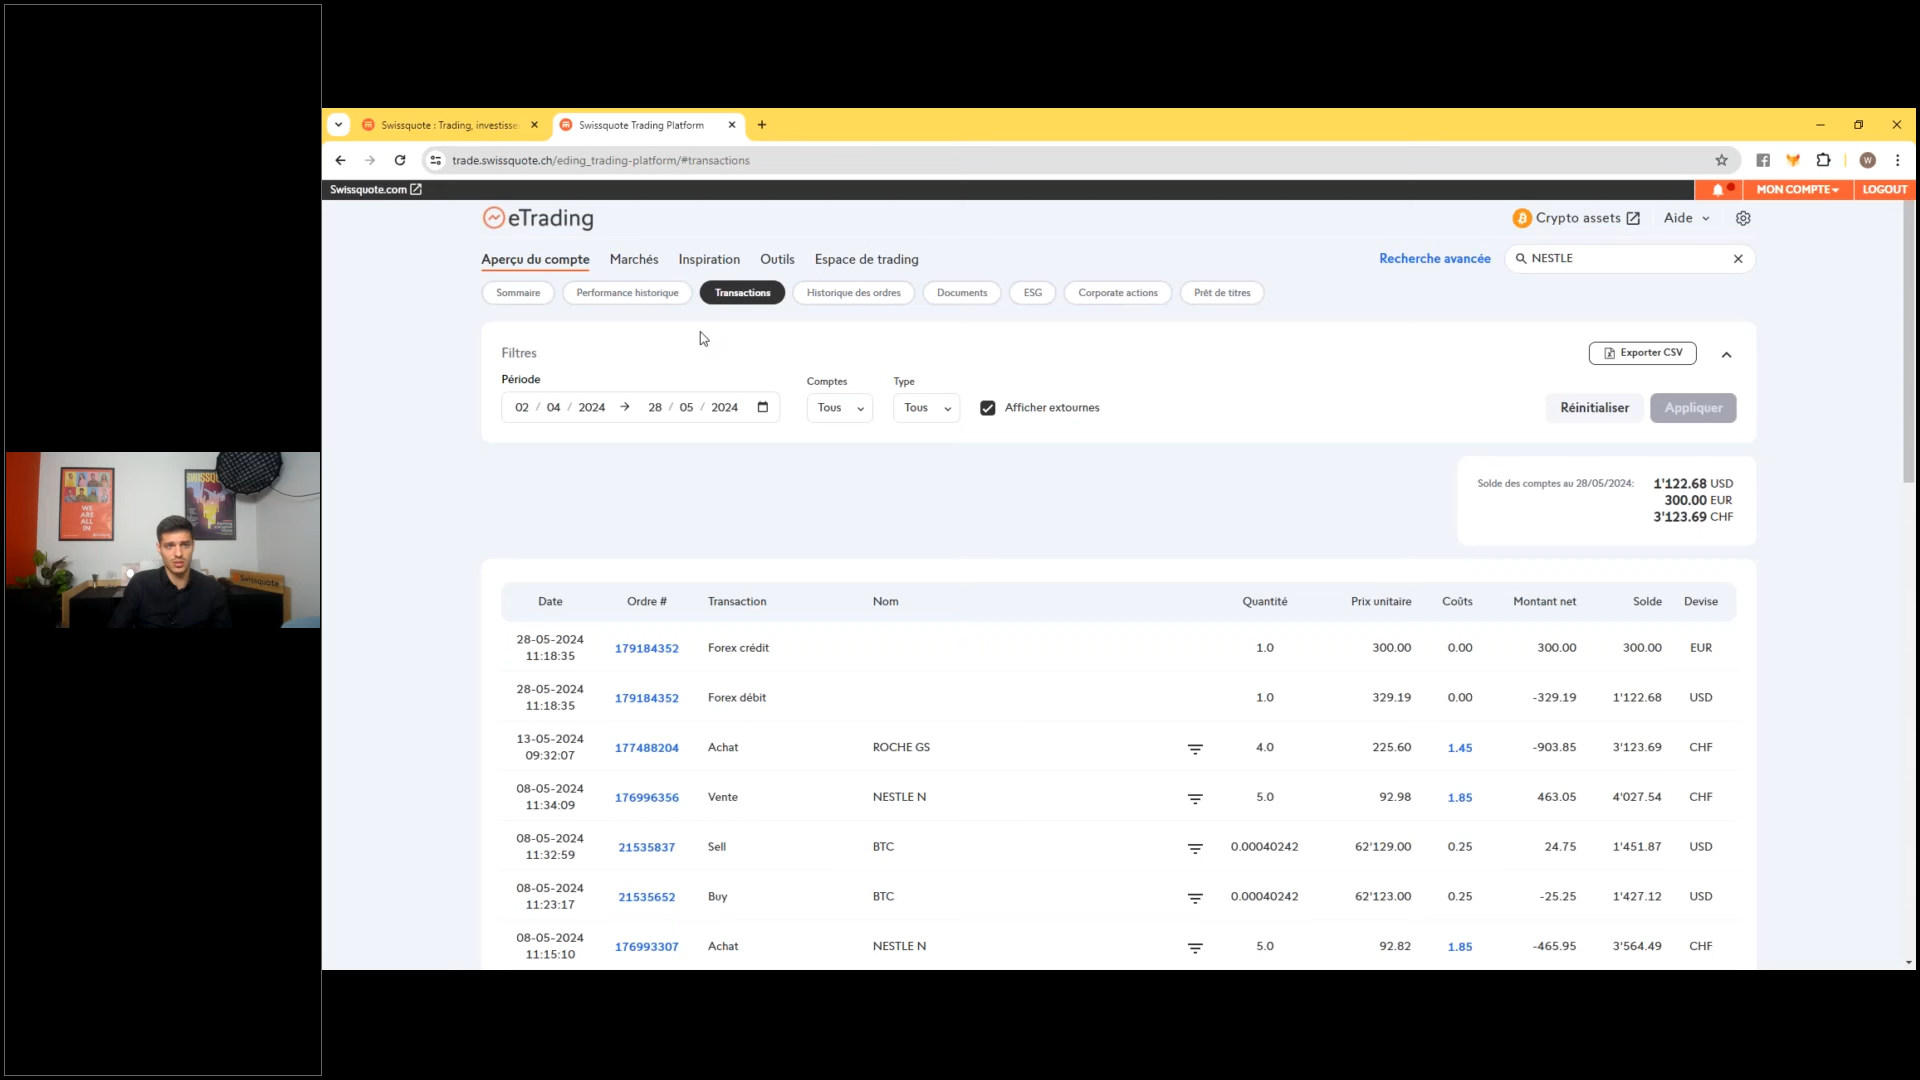 Swissquote : Trading, investisse
Swissquote Trading Platform
trade.swissquote.ch/eding_trading-platform/#transactions
W
Swissquote.com
MON COMPTE
LOGOUT
eTrading
Crypto assets
Aide
Aperçu du compte
Marchés
Inspiration
Outils
Espace de trading
Recherche avancée
NESTLE
Sommaire
Performance historique
Transactions
Historique des ordres
Documents
ESG
Corporate actions
Prêt de titres
Filtres
Exporter CSV
Période
Comptes
Type
02 / 04 / 2024 → 28 / 05 / 2024
Tous
Tous
Afficher extournes
Réinitialiser
Appliquer
Solde des comptes au 28/05/2024: 1'122.68 USD
300.00 EUR
3'123.69 CHF
Date Ordre # Transaction Nom Quantité Prix unitaire Coûts Montant net Solde Devise
28-05-2024 11:18:35 179184352 Forex crédit 1.0 300.00 0.00 300.00 300.00 EUR
28-05-2024 11:18:35 179184352 Forex débit 1.0 329.19 0.00 -329.19 1'122.68 USD
13-05-2024 09:32:07 177488204 Achat ROCHE GS 4.0 225.60 1.45 -903.85 3'123.69 CHF
08-05-2024 11:34:09 176996356 Vente NESTLE N 5.0 92.98 1.85 463.05 4'027.54 CHF
08-05-2024 11:32:59 21535837 Sell BTC 0.00040242 62'129.00 0.25 24.75 1'451.87 USD
08-05-2024 11:23:17 21535652 Buy BTC 0.00040242 62'123.00 0.25 -25.25 1'427.12 USD
08-05-2024 11:15:10 176993307 Achat NESTLE N 5.0 92.82 1.85 -465.95 3'564.49 CHF
WE
ARE
ALL
IN
SWISSQU
Swissquote